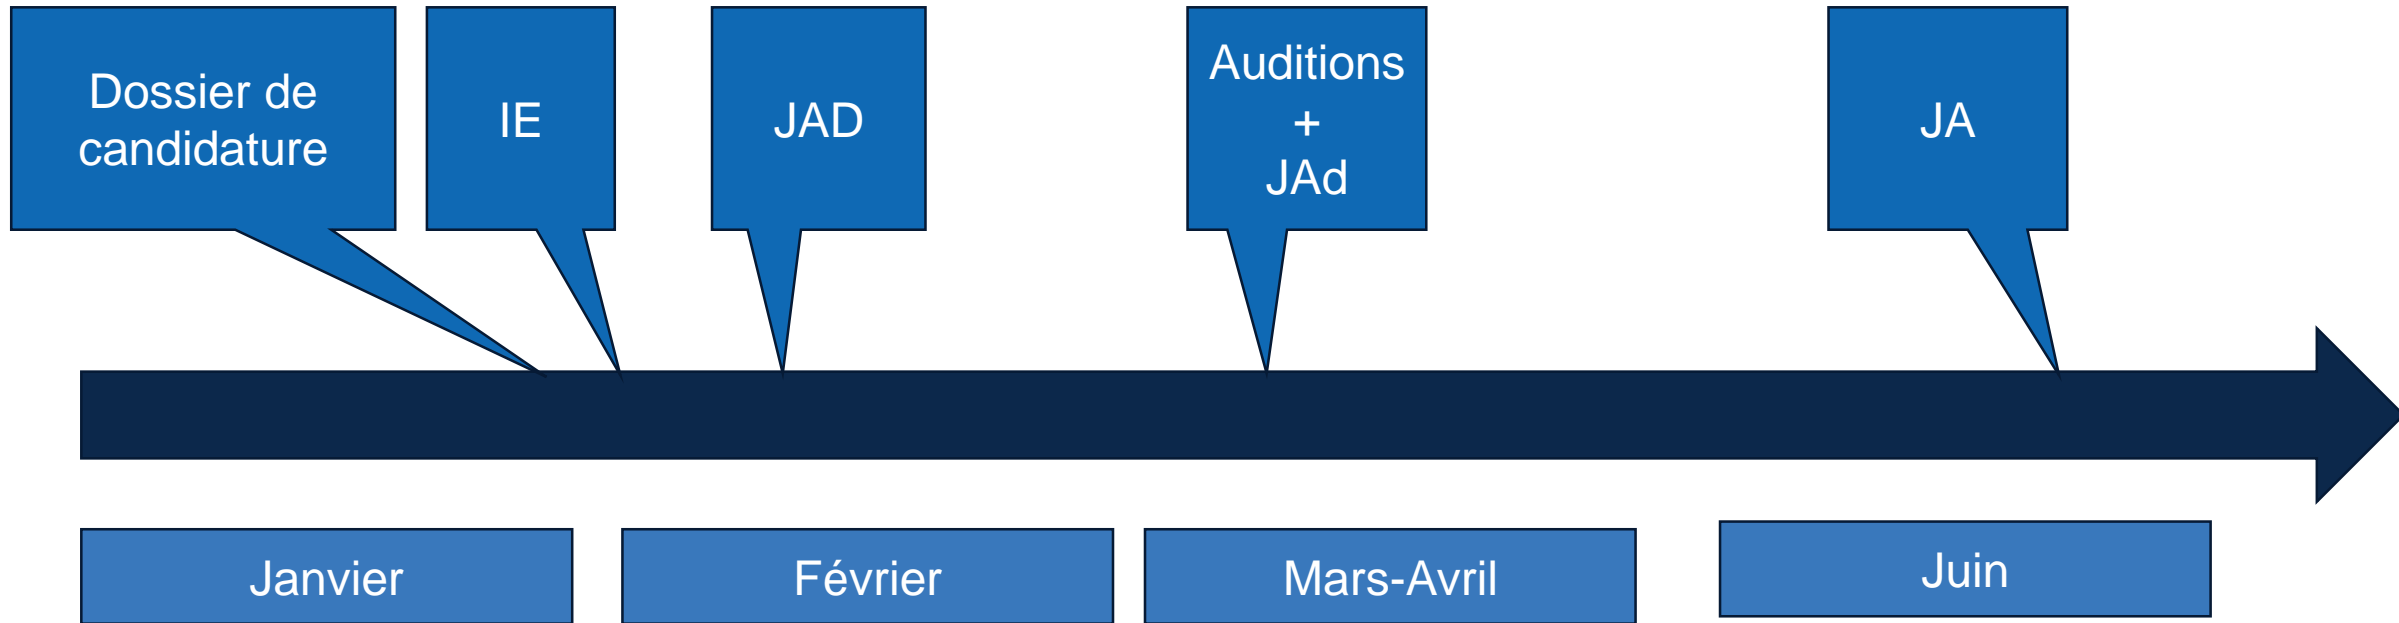 Dossier de
candidature
IE
JAD
Auditions
+
JAd
JA
Janvier
Février
Mars-Avril
Juin